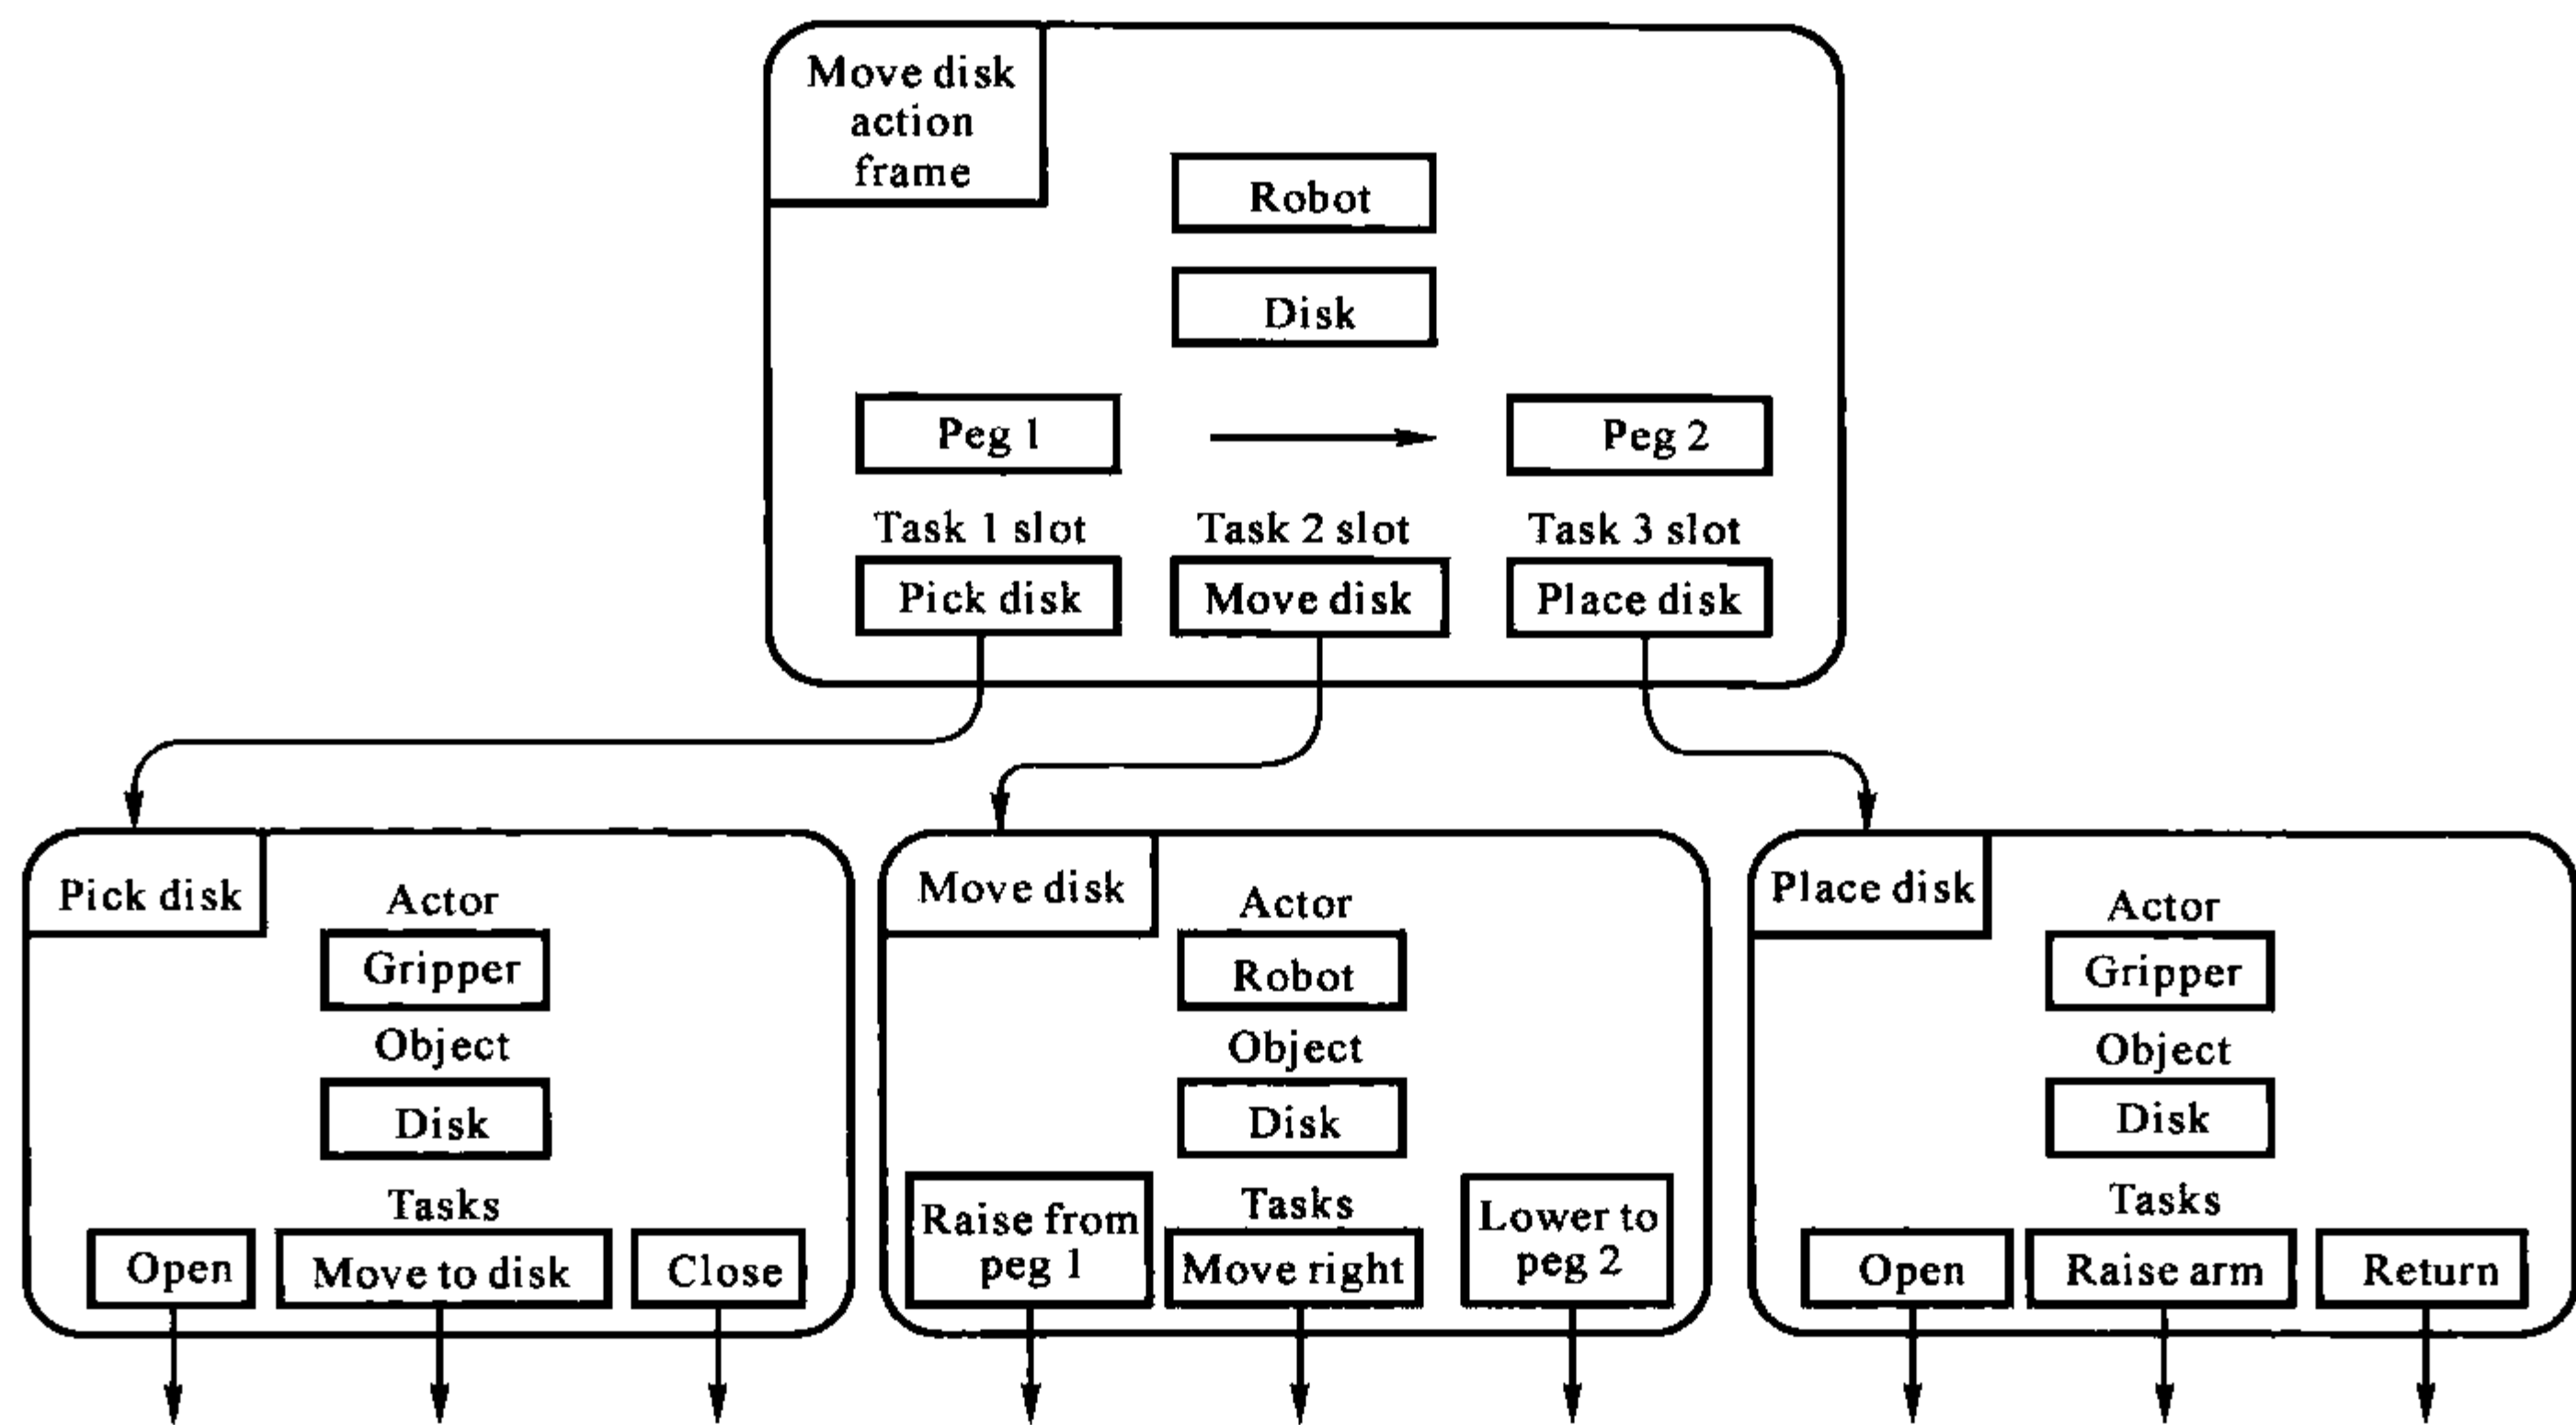 Move disk
action
frame
Robot
Disk
Peg 1
Peg 2
Task 1 slot
Task 2 slot
Task 3 slot
Pick disk
Move disk
Place disk
Pick disk
Actor
Gripper
Object
Disk
Tasks
Open
Move to disk
Close
Move disk
Actor
Robot
Object
Disk
Tasks
Raise from
peg 1
Move right
Lower to
peg 2
Place disk
Actor
Gripper
Object
Disk
Tasks
Open
Raise arm
Return